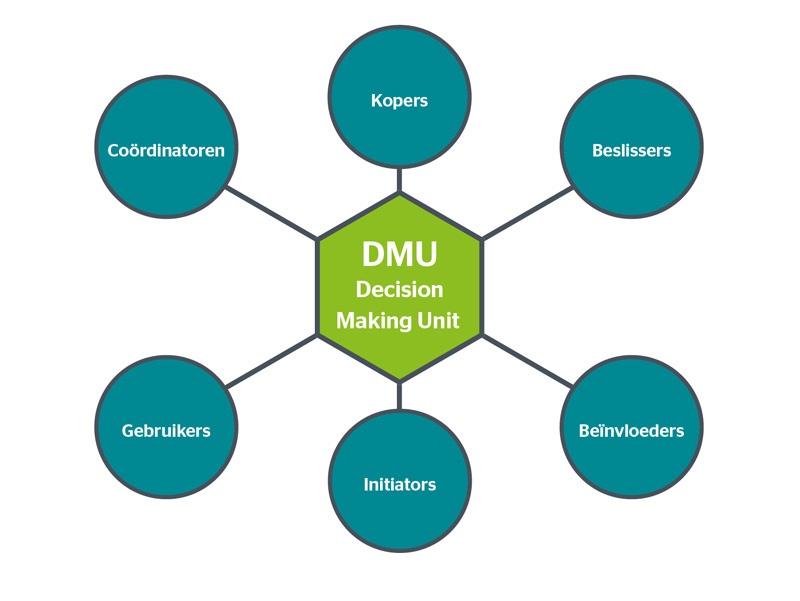 Kopers
Coördinatoren
Beslissers
DMU
Decision
Making Unit
Gebruikers
Beïnvloeders
Initiators